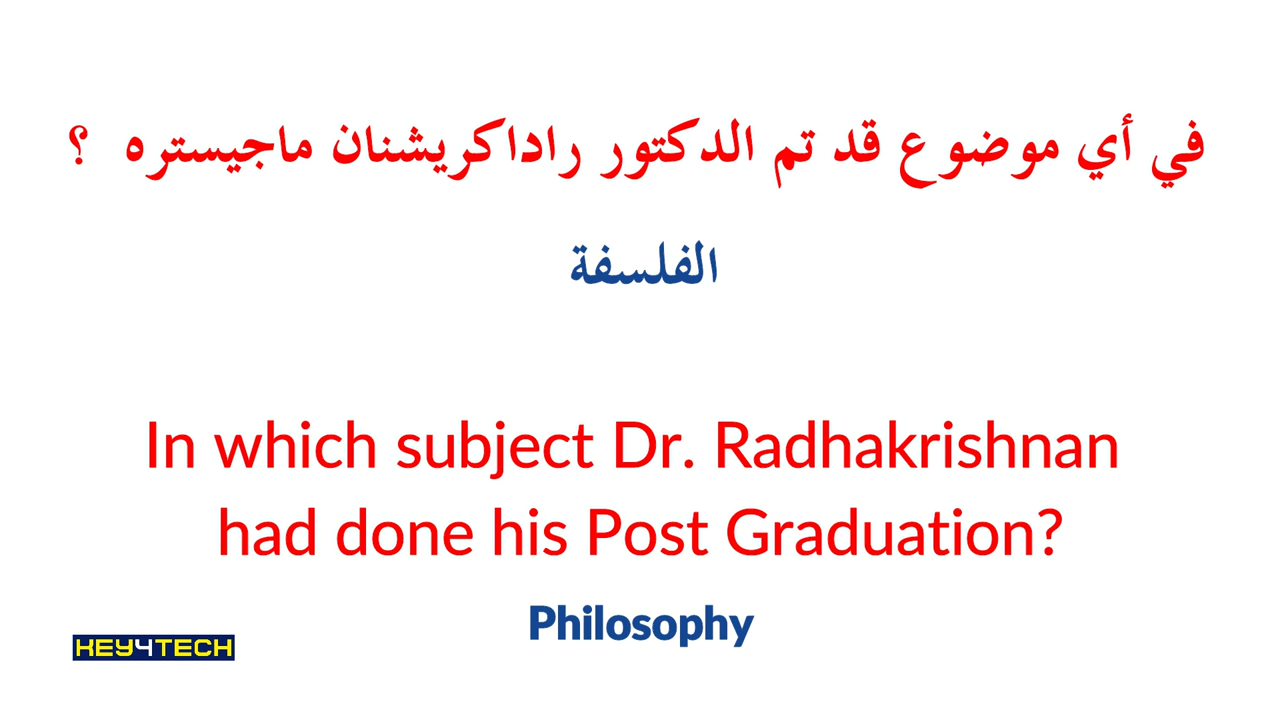 في أي موضوع قد تم الدكتور راداكريشنان ماجيستره ؟
الفلسفة
In which subject Dr. Radhakrishnan
had done his Post Graduation?
Philosophy
KEY4TECH